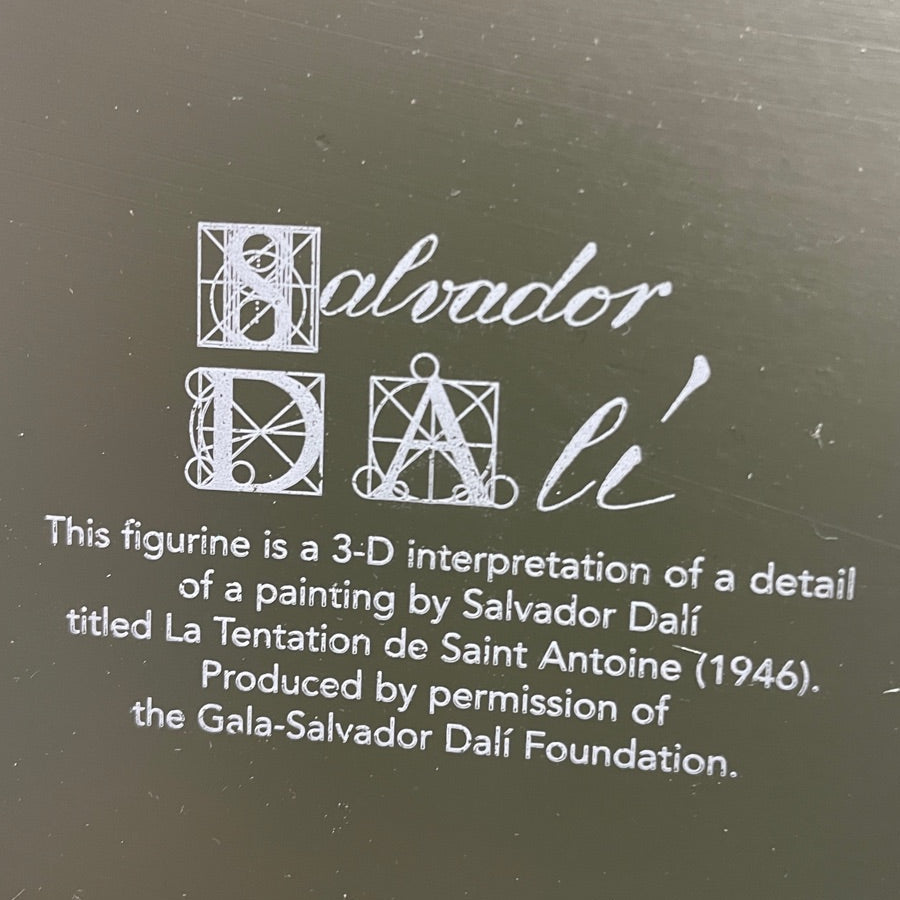 Salvador
DAlí
This figurine is a 3-D interpretation of a detail
of a painting by Salvador Dalí
titled La Tentation de Saint Antoine (1946).
Produced by permission of
the Gala-Salvador Dalí Foundation.